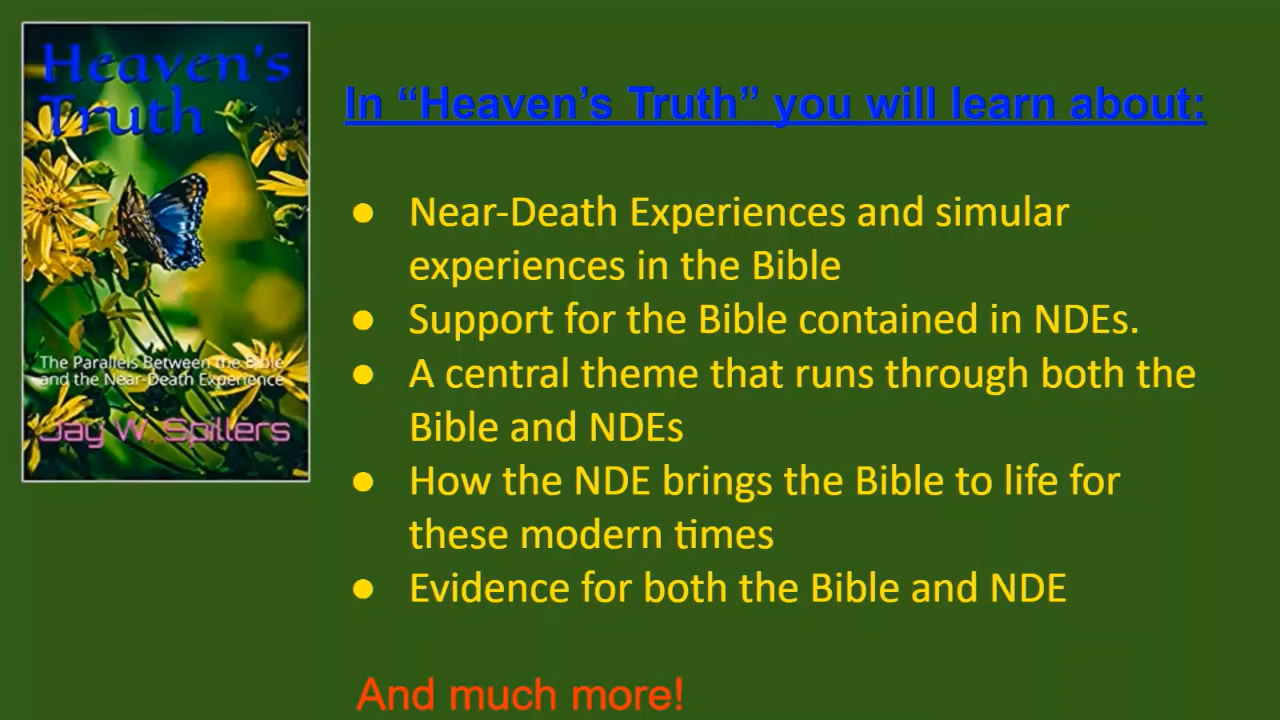 Heaven's
Truth
The Parallels Between the Bible
and the Near-Death Experience
Jay W. Spillers
In “Heaven’s Truth” you will learn about:
● Near-Death Experiences and simular
experiences in the Bible
● Support for the Bible contained in NDEs.
● A central theme that runs through both the
Bible and NDEs
● How the NDE brings the Bible to life for
these modern times
● Evidence for both the Bible and NDE
And much more!